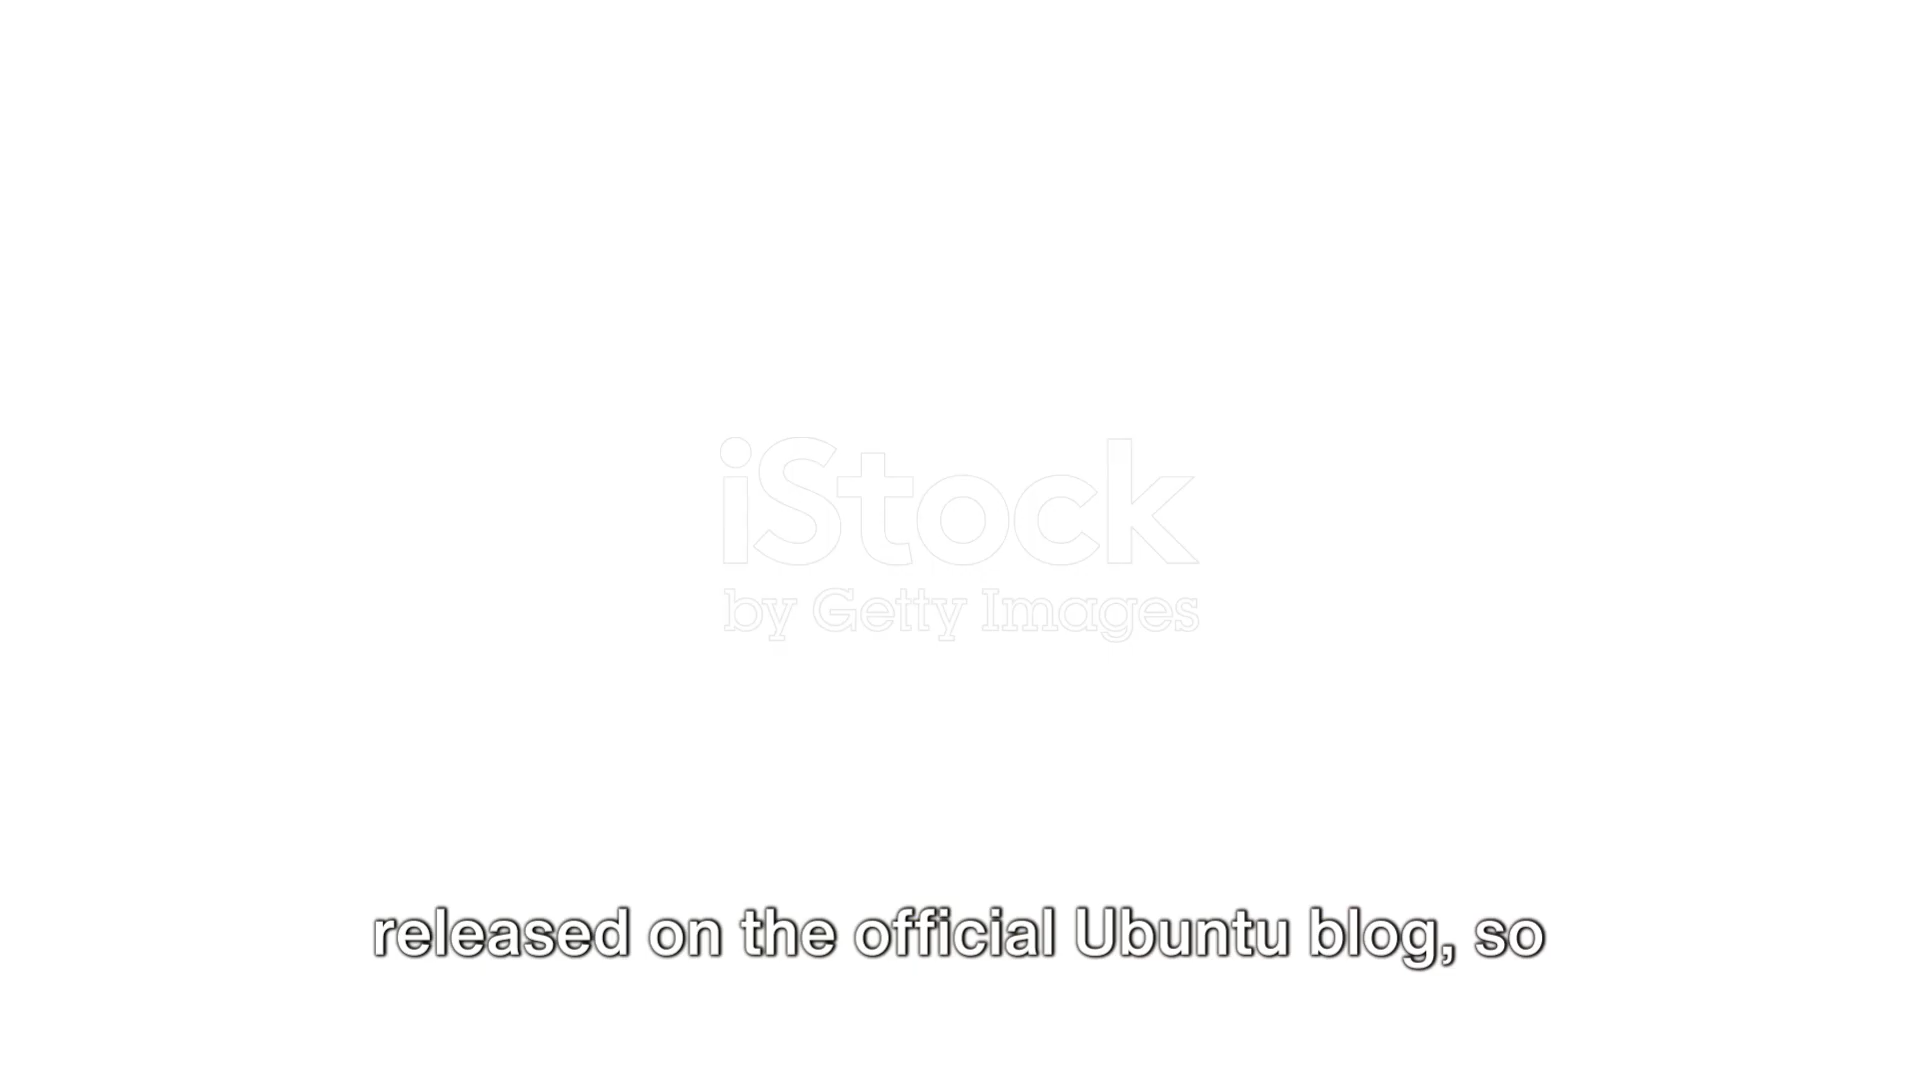 iStock
by Getty Images
released on the official Ubuntu blog, so